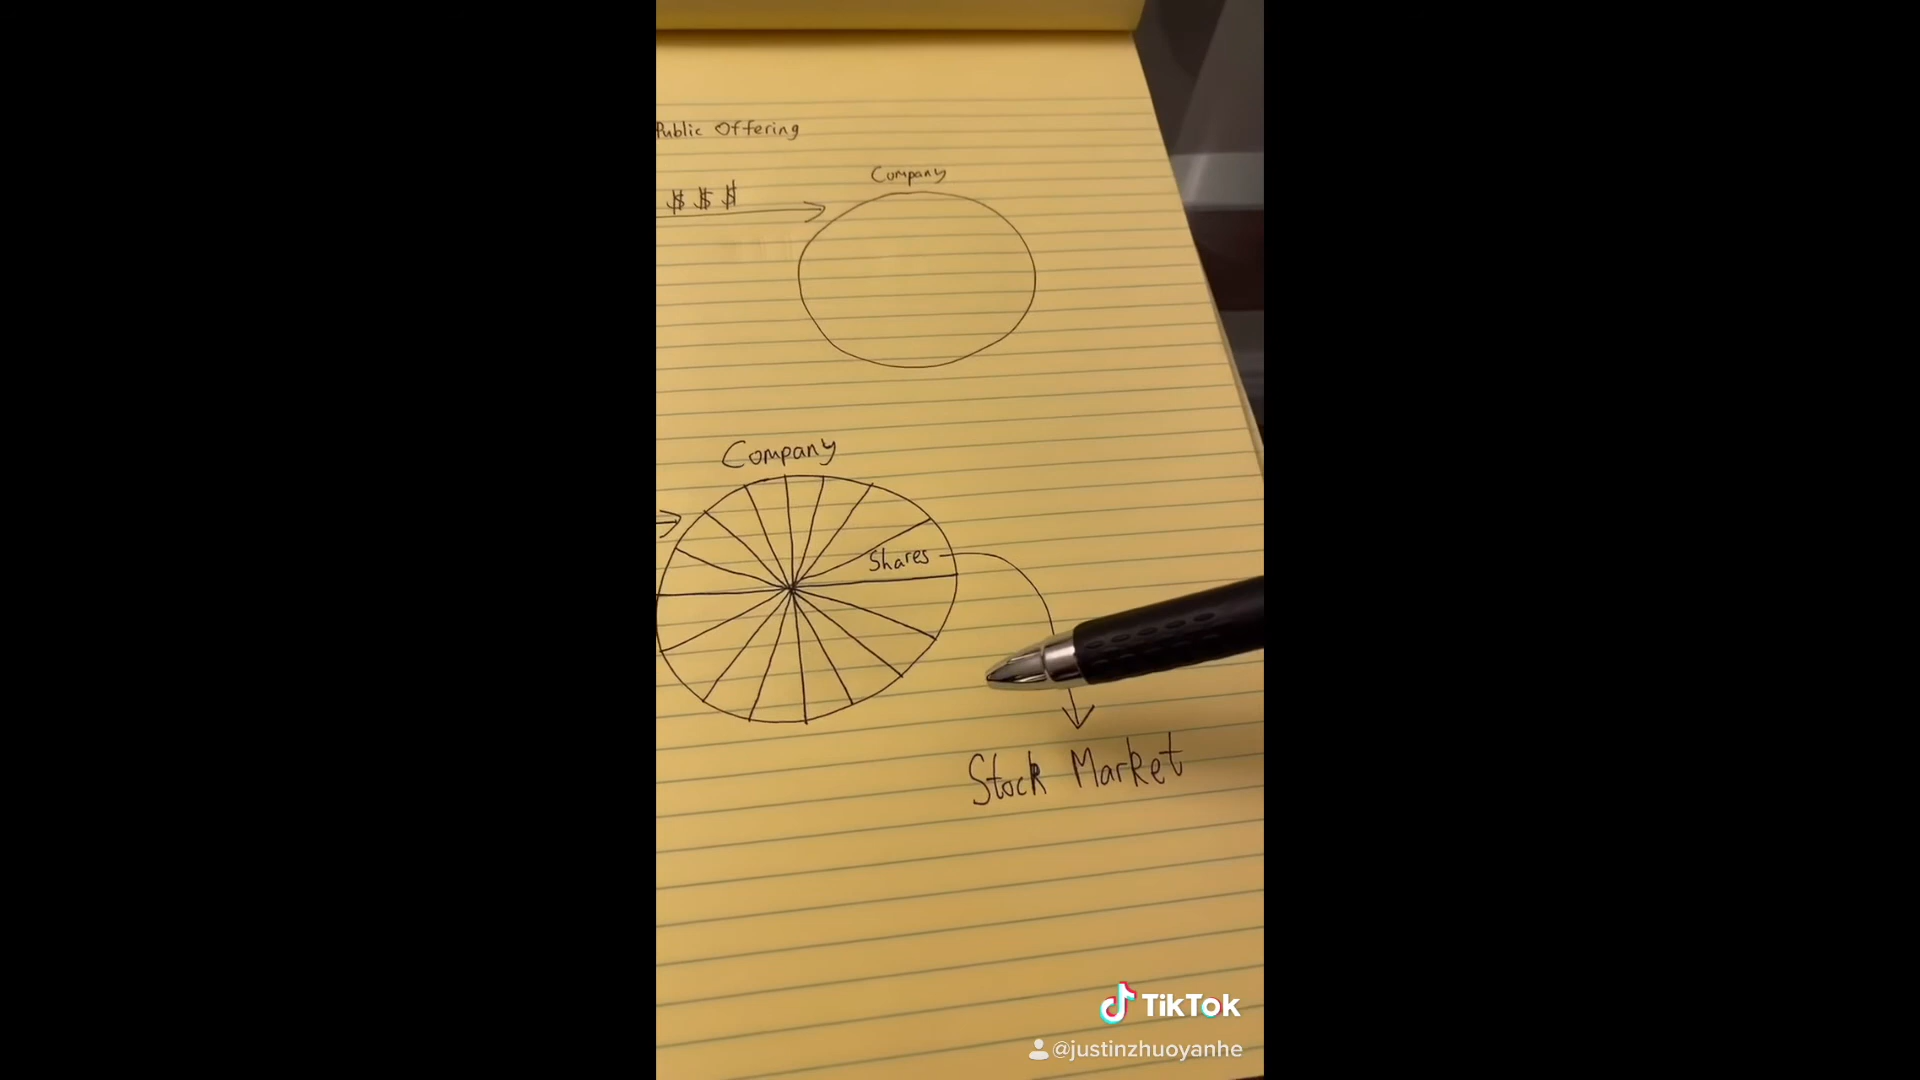 Public Offering
Company
$ $ $
Company
Shares
Stock Market
TikTok
@justinzhuoyanhe